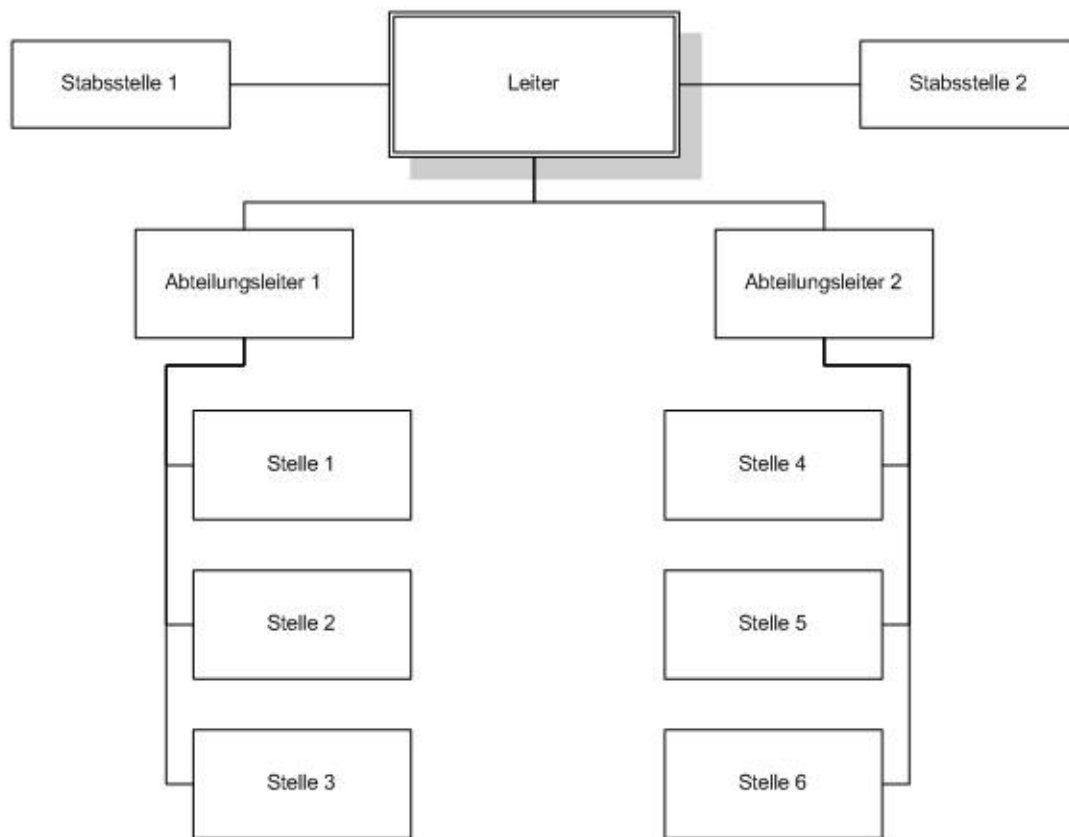 Stabsstelle 1
Leiter
Stabsstelle 2
Abteilungsleiter 1
Abteilungsleiter 2
Stelle 1
Stelle 4
Stelle 2
Stelle 5
Stelle 3
Stelle 6